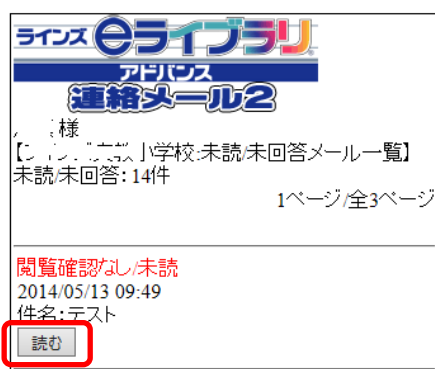 ラインズeライブラリ
アドバンス
連絡メール2
様
小学校:未読/未回答メール一覧】
未読/未回答:14件
1ページ/全3ページ
閲覧確認なし/未読
2014/05/13 09:49
件名:テスト
読む